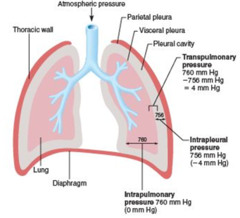 Atmospheric pressure
Parietal pleura
Thoracic wall
Visceral pleura
Pleural cavity
Transpulmonary
pressure
760 mm Hg
–756 mm Hg
= 4 mm Hg
756
Intrapleural
pressure
756 mm Hg
(–4 mm Hg)
760
Lung
Diaphragm
Intrapulmonary
pressure 760 mm Hg
(0 mm Hg)